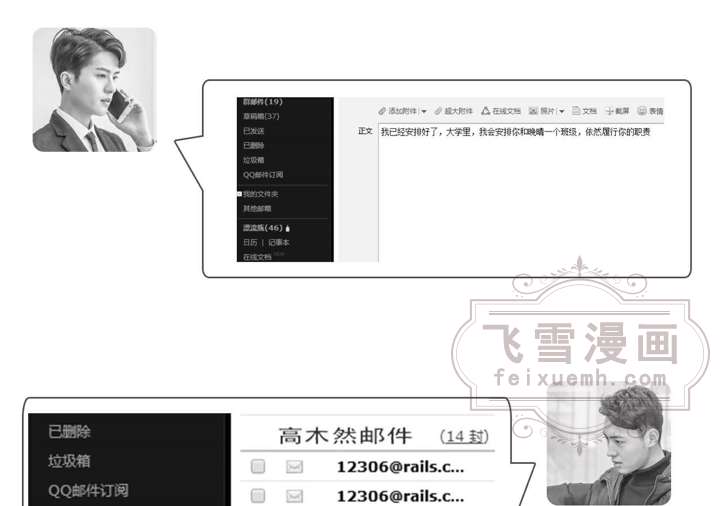 群邮件(19)
草稿箱(37)
已发送
已删除
垃圾箱
QQ邮件订阅
我的文件夹
其他邮箱
漂流瓶(46)
日历 | 记事本
在线文档
添加附件 超大附件 在线文档 照片 文档 截屏 表情
正文 我已经安排好了，大学里，我会安排你和晚晴一个班级，依然履行你的职责
飞雪漫画
feixuemh.com
已删除
垃圾箱
QQ邮件订阅
高木然邮件 (14 封)
12306@rails.c...
12306@rails.c...